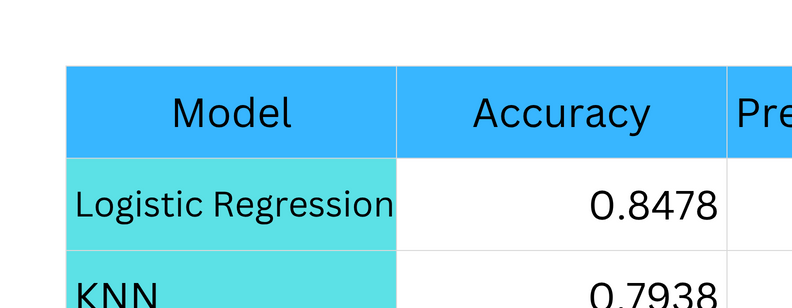 Model Accuracy
Logistic Regression 0.8478
KNN 0.7938